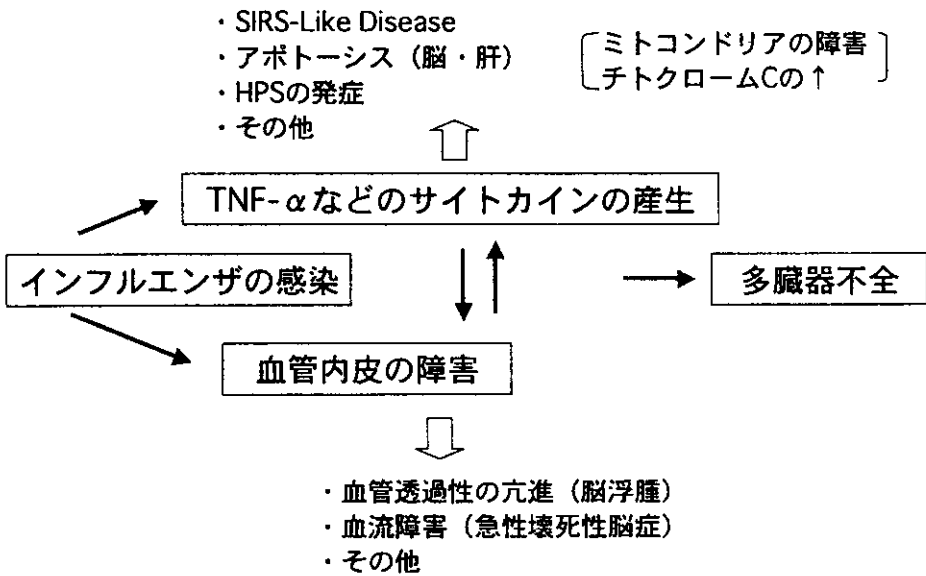 ・SIRS-Like Disease
・アポトーシス（脳・肝）
・HPSの発症
・その他
ミトコンドリアの障害
チトクロームCの↑
TNF-αなどのサイトカインの産生
インフルエンザの感染
多臓器不全
血管内皮の障害
・血管透過性の亢進（脳浮腫）
・血流障害（急性壊死性脳症）
・その他